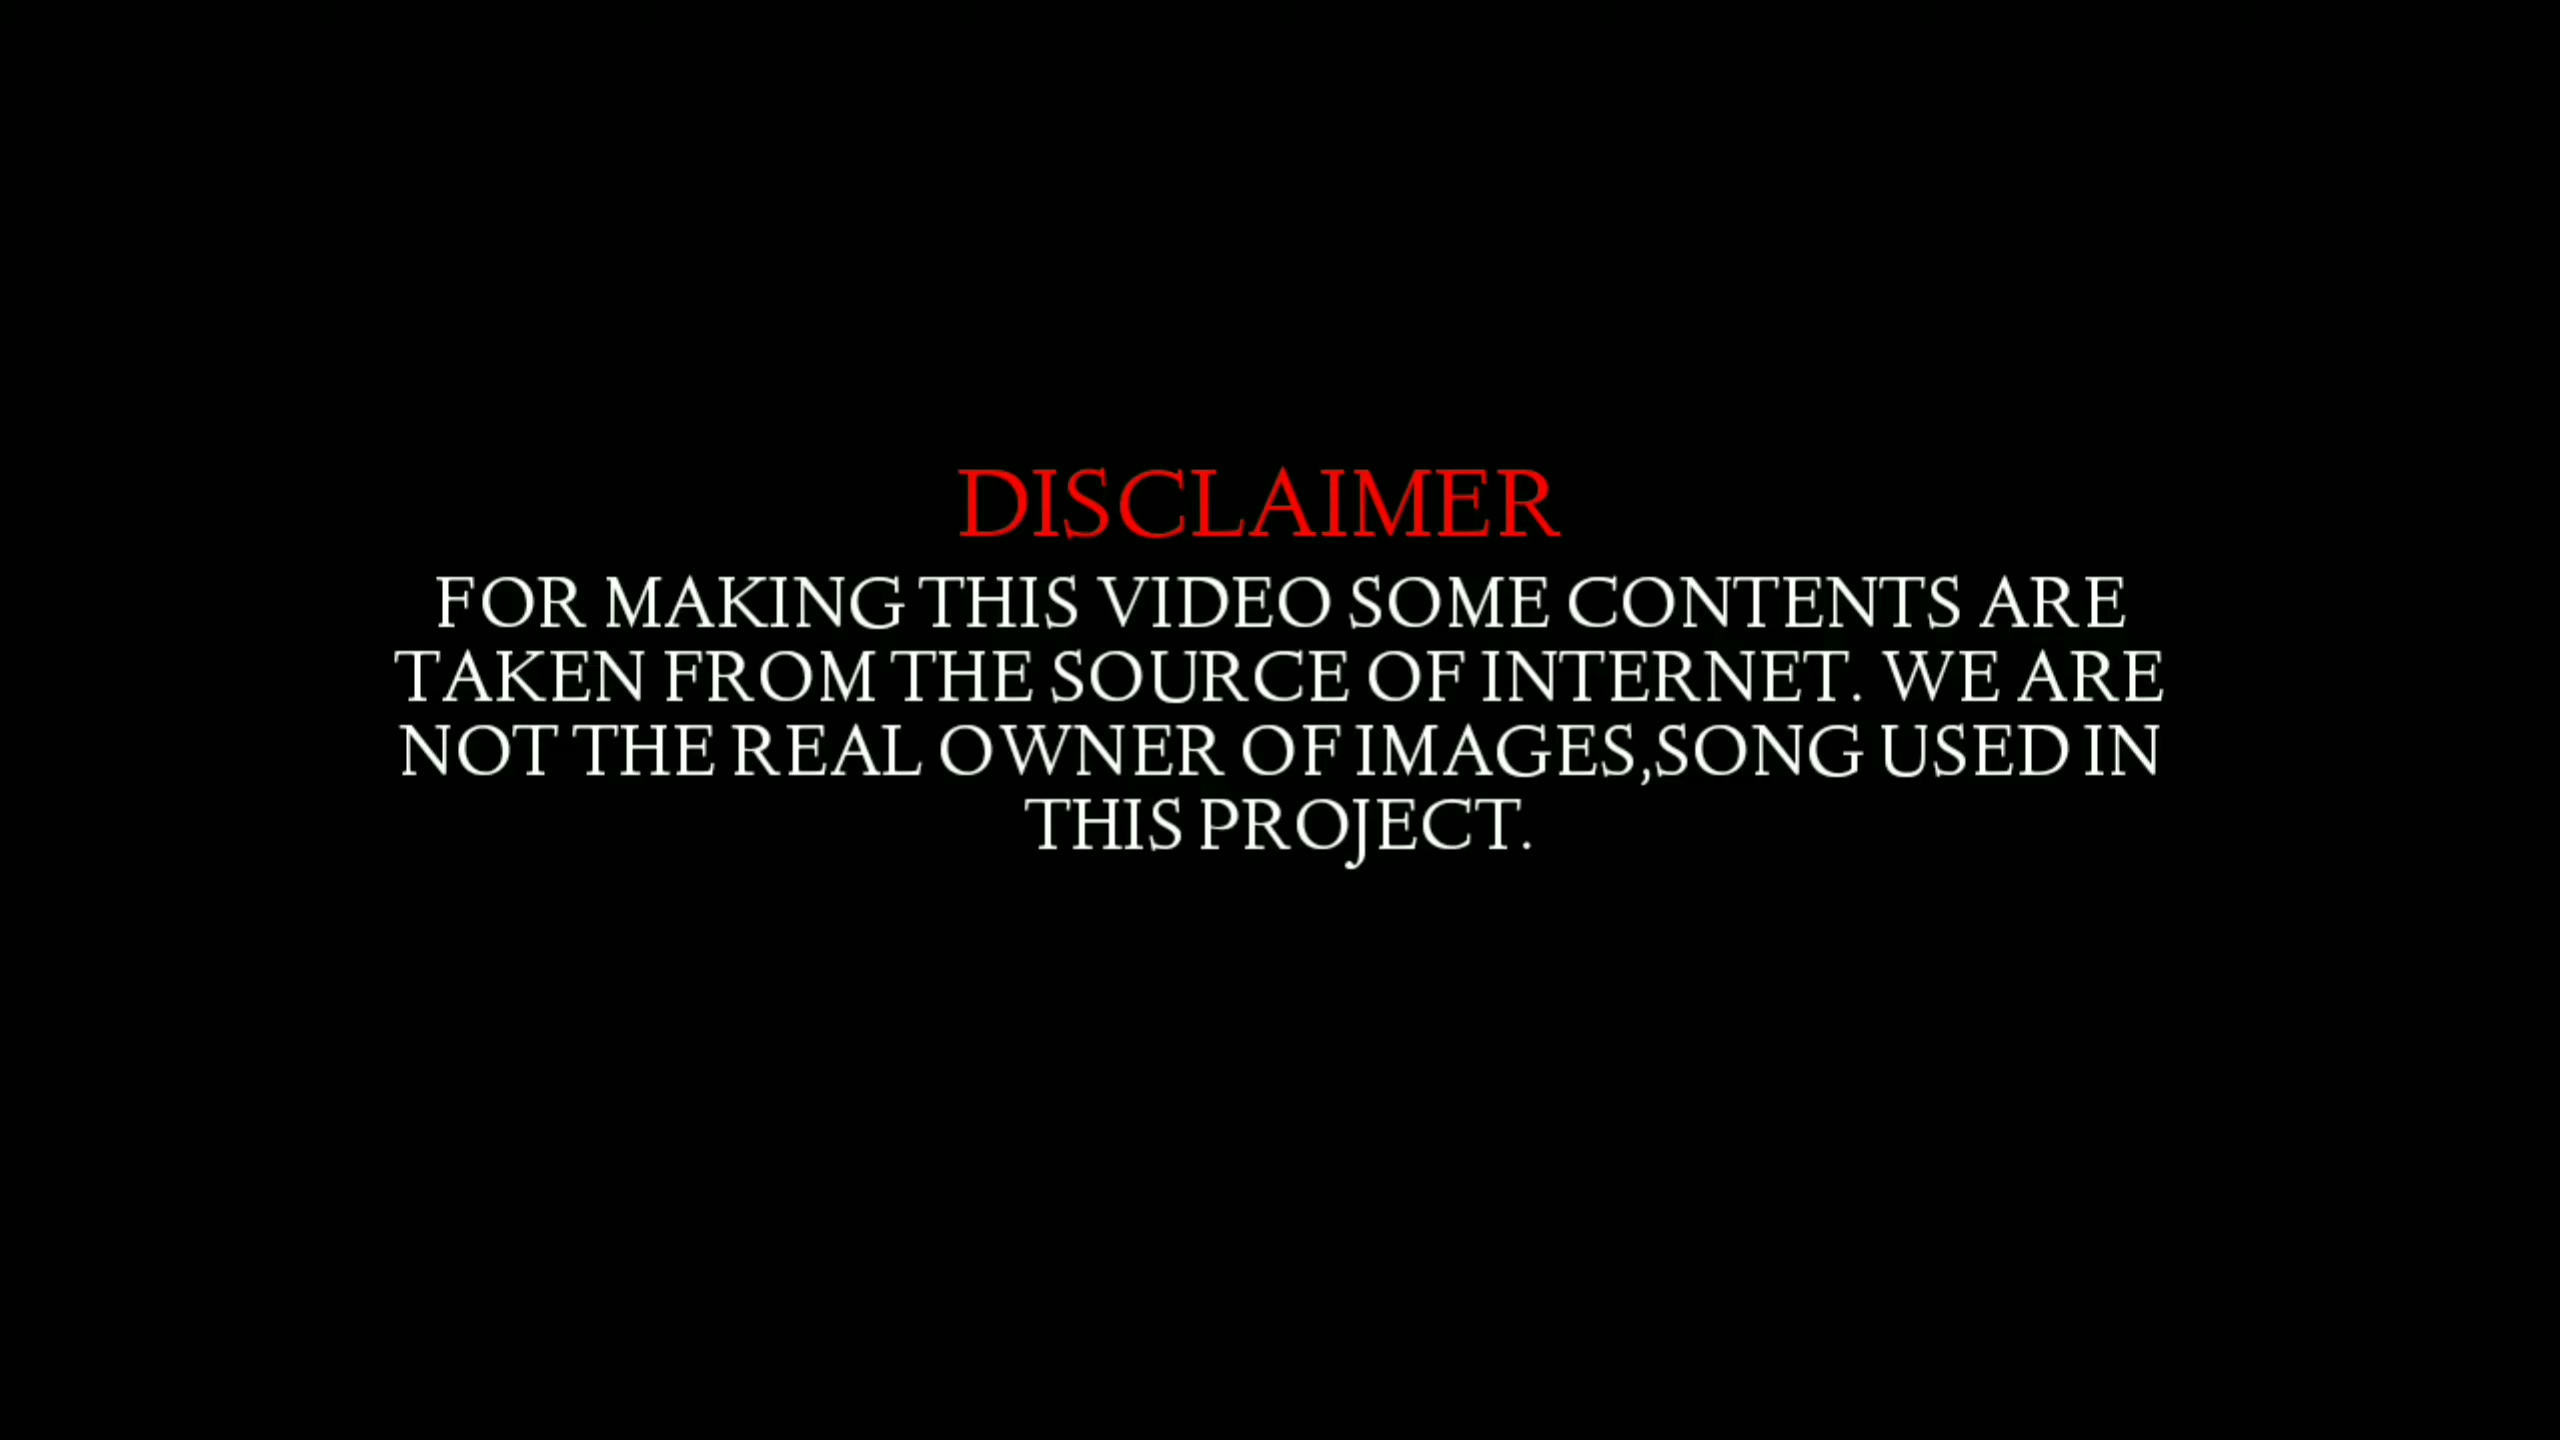 DISCLAIMER
FOR MAKING THIS VIDEO SOME CONTENTS ARE
TAKEN FROM THE SOURCE OF INTERNET. WE ARE
NOT THE REAL OWNER OF IMAGES,SONG USED IN
THIS PROJECT.